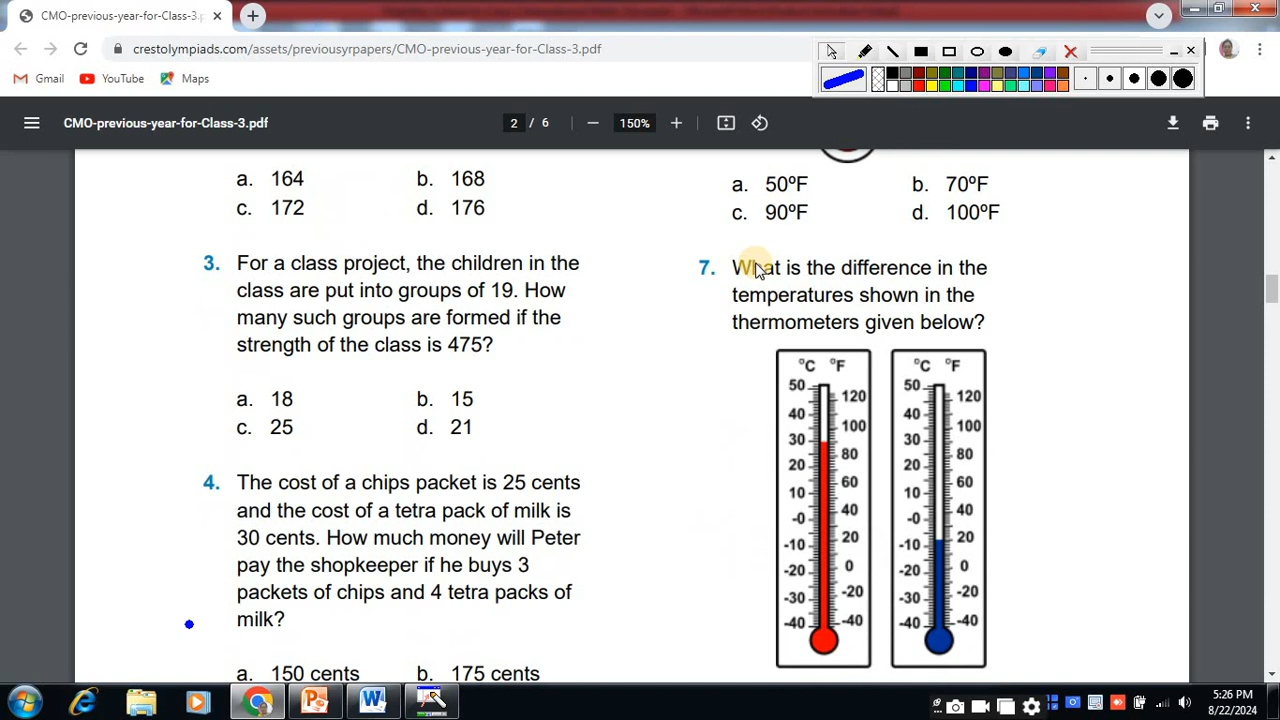 CMO-previous-year-for-Class-3.p
crestolympiads.com/assets/previousyrpapers/CMO-previous-year-for-Class-3.pdf
Gmail
YouTube
Maps
CMO-previous-year-for-Class-3.pdf
2 / 6
150%
a. 164 b. 168
c. 172 d. 176
3. For a class project, the children in the
class are put into groups of 19. How
many such groups are formed if the
strength of the class is 475?
a. 18 b. 15
c. 25 d. 21
4. The cost of a chips packet is 25 cents
and the cost of a tetra pack of milk is
30 cents. How much money will Peter
pay the shopkeeper if he buys 3
packets of chips and 4 tetra packs of
milk?
a. 150 cents b. 175 cents
a. 50ºF b. 70ºF
c. 90ºF d. 100ºF
7. What is the difference in the
temperatures shown in the
thermometers given below?
ºC ºF
50
40
30
20
10
-0
-10
-20
-30
-40
120
100
80
60
40
20
0
-20
-40
ºC ºF
50
40
30
20
10
-0
-10
-20
-30
-40
120
100
80
60
40
20
0
-20
-40
5:26 PM
8/22/2024